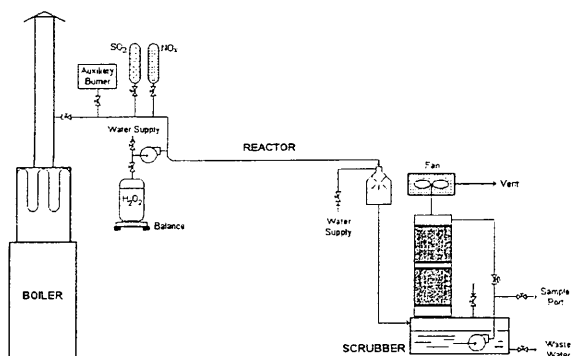 SO2
NOx
Auxiliary
Burner
Water Supply
REACTOR
H2O2
Balance
Fan
Vent
Water
Supply
BOILER
Sample
Port
SCRUBBER
Waste
Water